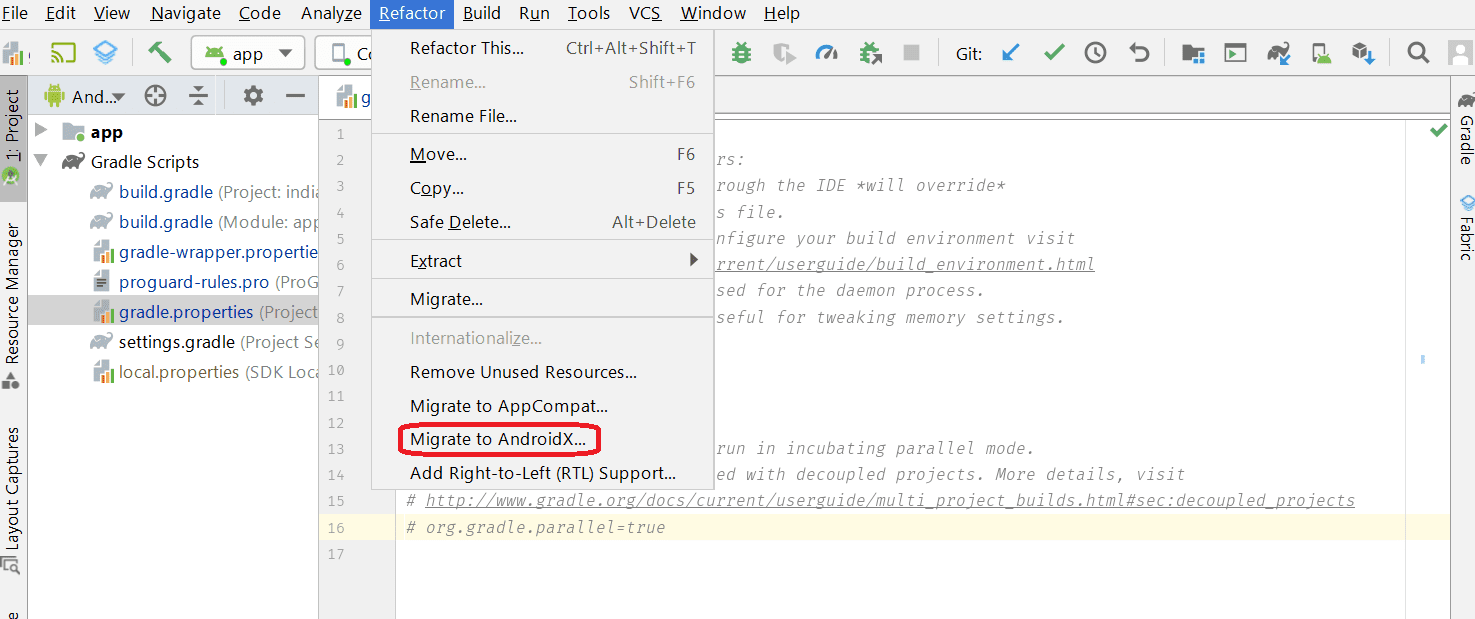 File Edit View Navigate Code Analyze Refactor Build Run Tools VCS Window Help
app
Git:
1: Project
Resource Manager
Layout Captures
And...
app
Gradle Scripts
build.gradle (Project: india
build.gradle (Module: app
gradle-wrapper.propertie
proguard-rules.pro (ProG
gradle.properties (Project
settings.gradle (Project Se
local.properties (SDK Loca
Refactor This... Ctrl+Alt+Shift+T
Rename... Shift+F6
Rename File...
Move... F6
Copy... F5
Safe Delete... Alt+Delete
Extract
Migrate...
Internationalize...
Remove Unused Resources...
Migrate to AppCompat...
Migrate to AndroidX...
Add Right-to-Left (RTL) Support...
1
2 rs:
3 rough the IDE *will override*
4 s file.
5 nfigure your build environment visit
6 rrent/userguide/build_environment.html
7 sed for the daemon process.
8 seful for tweaking memory settings.
9
10
11
12
13 run in incubating parallel mode.
14 ed with decoupled projects. More details, visit
15 # http://www.gradle.org/docs/current/userguide/multi_project_builds.html#sec:decoupled_projects
16 # org.gradle.parallel=true
17
Gradle
Fabric